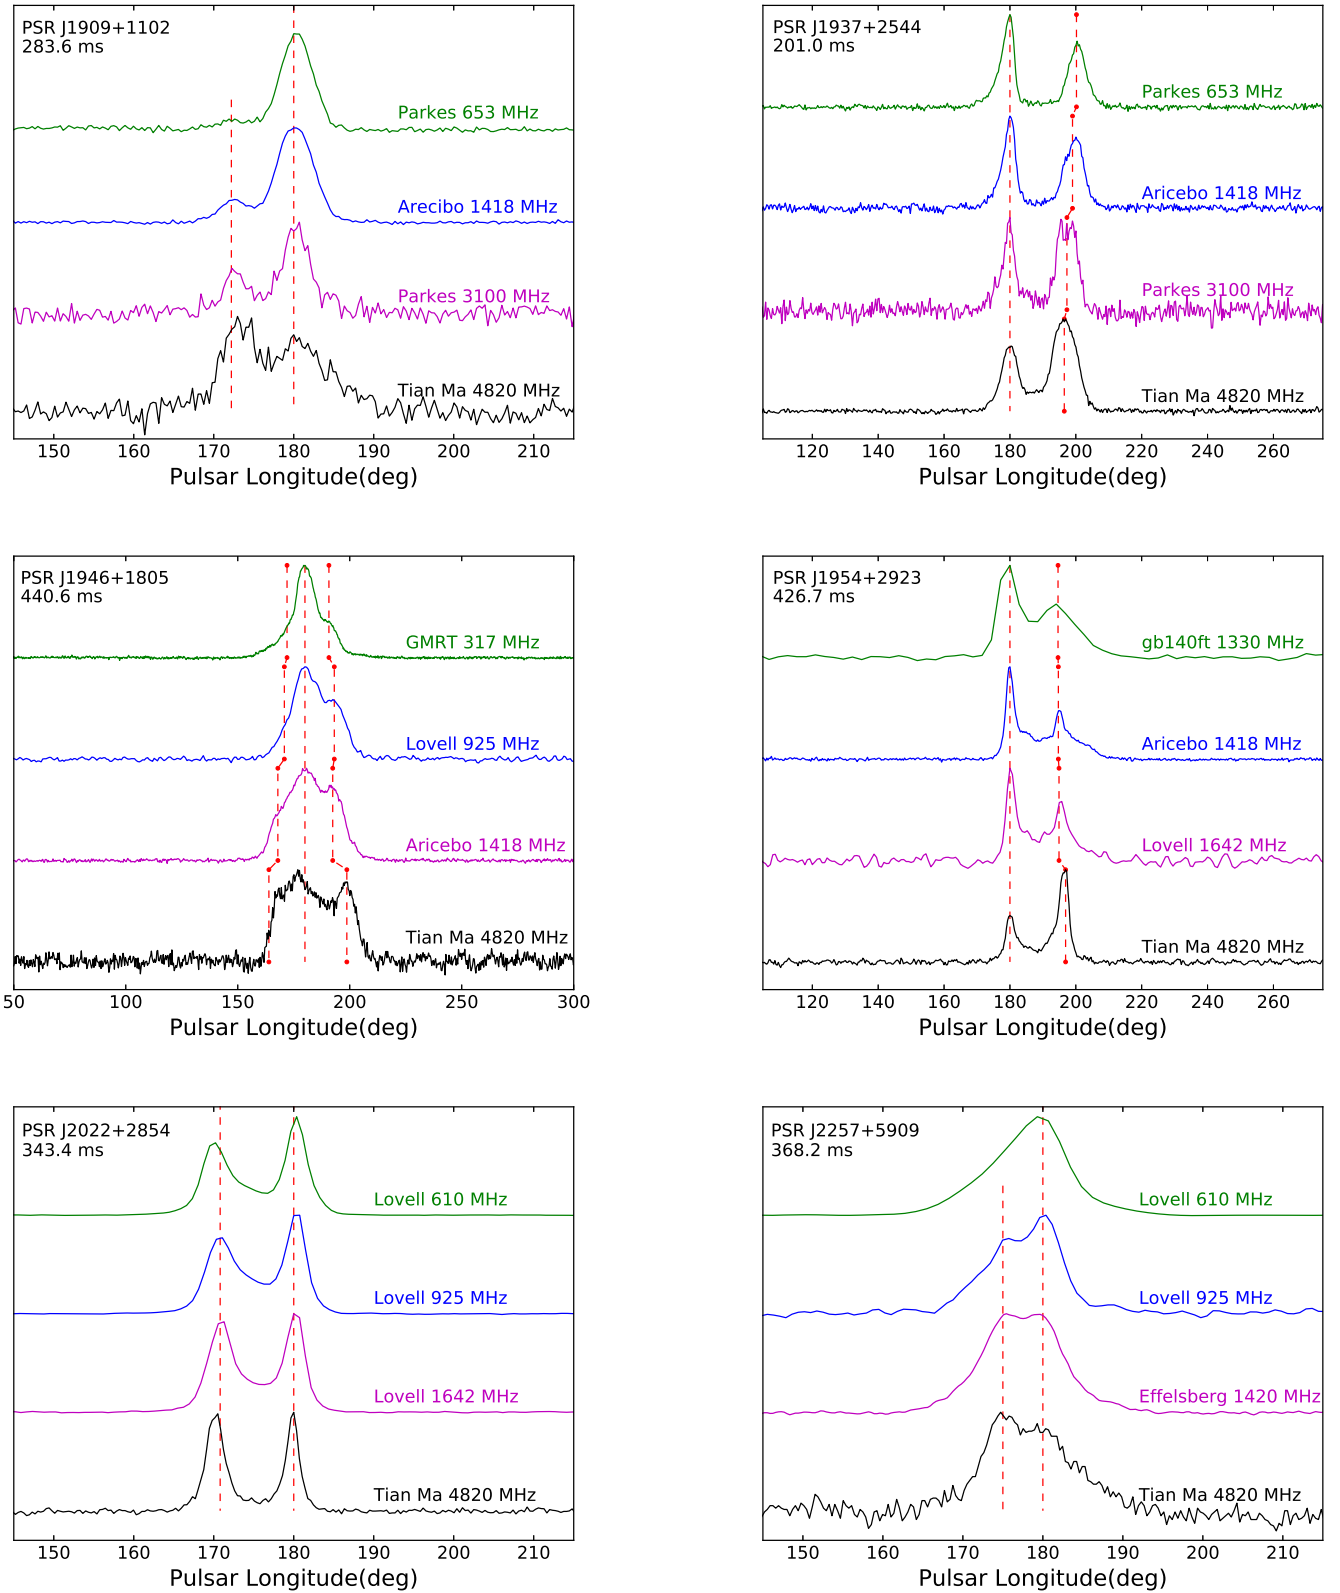 PSR J1909+1102
283.6 ms
Parkes 653 MHz
Arecibo 1418 MHz
Parkes 3100 MHz
Tian Ma 4820 MHz
150 160 170 180 190 200 210
Pulsar Longitude(deg)
PSR J1937+2544
201.0 ms
Parkes 653 MHz
Aricebo 1418 MHz
Parkes 3100 MHz
Tian Ma 4820 MHz
120 140 160 180 200 220 240 260
Pulsar Longitude(deg)
PSR J1946+1805
440.6 ms
GMRT 317 MHz
Lovell 925 MHz
Aricebo 1418 MHz
Tian Ma 4820 MHz
50 100 150 200 250 300
Pulsar Longitude(deg)
PSR J1954+2923
426.7 ms
gb140ft 1330 MHz
Aricebo 1418 MHz
Lovell 1642 MHz
Tian Ma 4820 MHz
120 140 160 180 200 220 240 260
Pulsar Longitude(deg)
PSR J2022+2854
343.4 ms
Lovell 610 MHz
Lovell 925 MHz
Lovell 1642 MHz
Tian Ma 4820 MHz
150 160 170 180 190 200 210
Pulsar Longitude(deg)
PSR J2257+5909
368.2 ms
Lovell 610 MHz
Lovell 925 MHz
Effelsberg 1420 MHz
Tian Ma 4820 MHz
150 160 170 180 190 200 210
Pulsar Longitude(deg)